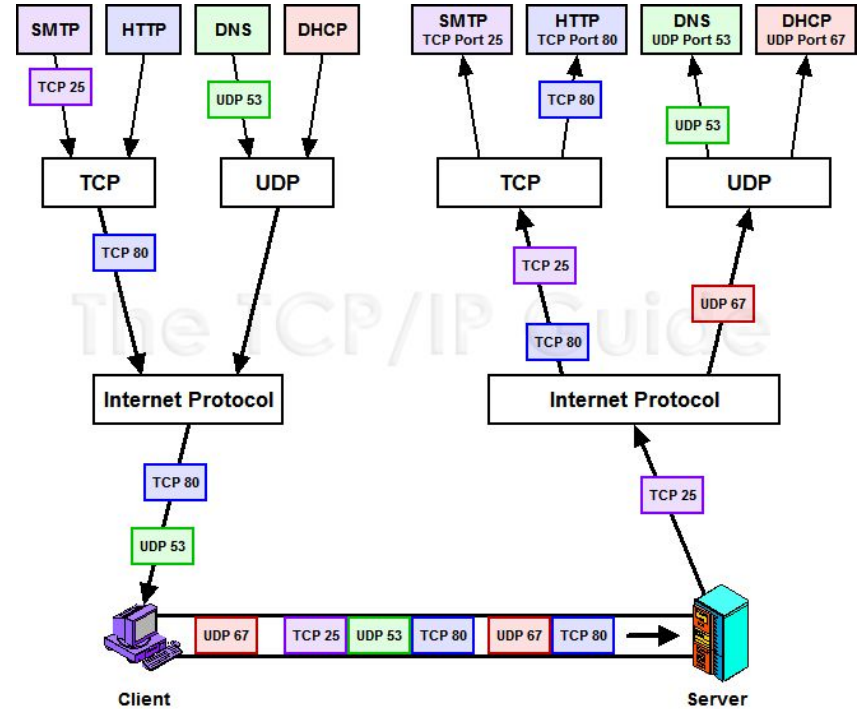 SMTP
HTTP
DNS
DHCP
SMTP
TCP Port 25
HTTP
TCP Port 80
DNS
UDP Port 53
DHCP
UDP Port 67
TCP 25
UDP 53
TCP 80
UDP 53
TCP
UDP
TCP
UDP
TCP 80
TCP 25
UDP 67
The TCP/IP Guide
TCP 80
Internet Protocol
Internet Protocol
TCP 80
TCP 25
UDP 53
UDP 67
TCP 25
UDP 53
TCP 80
UDP 67
TCP 80
Client
Server